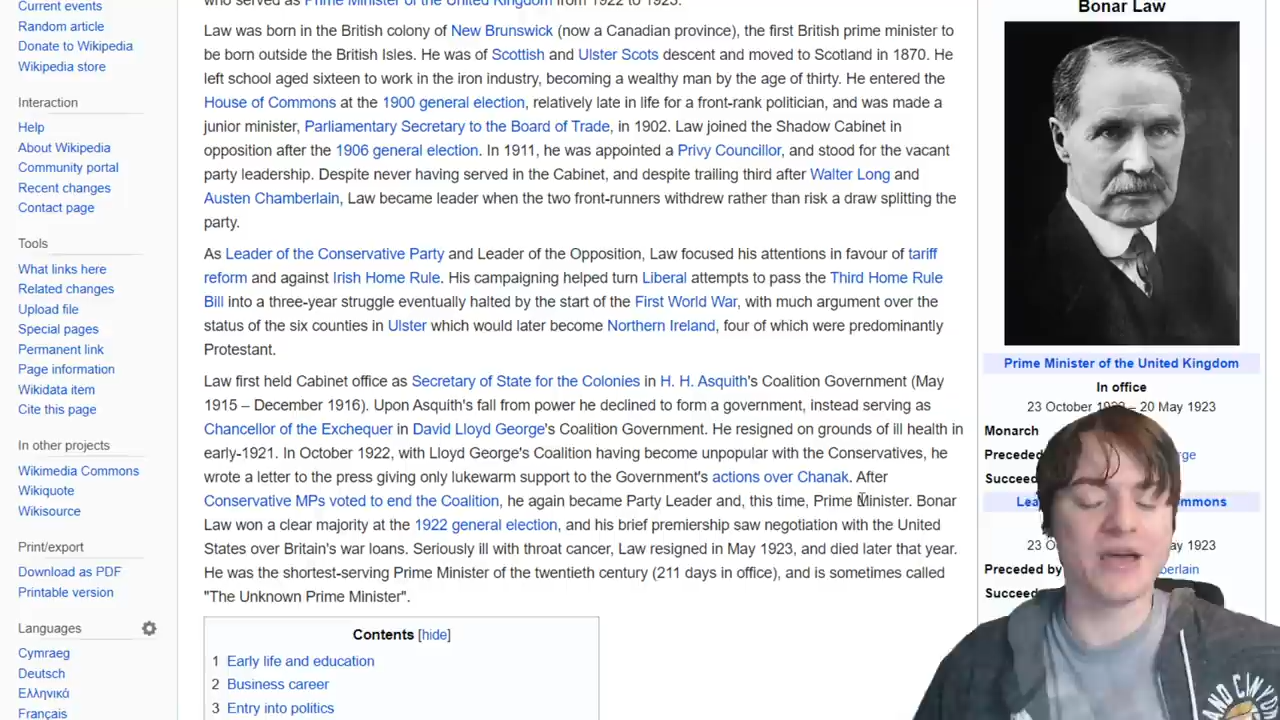 Current events
Random article
Donate to Wikipedia
Wikipedia store
Interaction
Help
About Wikipedia
Community portal
Recent changes
Contact page
Tools
What links here
Related changes
Upload file
Special pages
Permanent link
Page information
Wikidata item
Cite this page
In other projects
Wikimedia Commons
Wikiquote
Wikisource
Print/export
Download as PDF
Printable version
Languages
Cymraeg
Deutsch
Ελληνικά
Français
who served as Prime Minister of the United Kingdom from 1922 to 1923.
Law was born in the British colony of New Brunswick (now a Canadian province), the first British prime minister to
be born outside the British Isles. He was of Scottish and Ulster Scots descent and moved to Scotland in 1870. He
left school aged sixteen to work in the iron industry, becoming a wealthy man by the age of thirty. He entered the
House of Commons at the 1900 general election, relatively late in life for a front-rank politician, and was made a
junior minister, Parliamentary Secretary to the Board of Trade, in 1902. Law joined the Shadow Cabinet in
opposition after the 1906 general election. In 1911, he was appointed a Privy Councillor, and stood for the vacant
party leadership. Despite never having served in the Cabinet, and despite trailing third after Walter Long and
Austen Chamberlain, Law became leader when the two front-runners withdrew rather than risk a draw splitting the
party.
As Leader of the Conservative Party and Leader of the Opposition, Law focused his attentions in favour of tariff
reform and against Irish Home Rule. His campaigning helped turn Liberal attempts to pass the Third Home Rule
Bill into a three-year struggle eventually halted by the start of the First World War, with much argument over the
status of the six counties in Ulster which would later become Northern Ireland, four of which were predominantly
Protestant.
Law first held Cabinet office as Secretary of State for the Colonies in H. H. Asquith's Coalition Government (May
1915 – December 1916). Upon Asquith's fall from power he declined to form a government, instead serving as
Chancellor of the Exchequer in David Lloyd George's Coalition Government. He resigned on grounds of ill health in
early-1921. In October 1922, with Lloyd George's Coalition having become unpopular with the Conservatives, he
wrote a letter to the press giving only lukewarm support to the Government's actions over Chanak. After
Conservative MPs voted to end the Coalition, he again became Party Leader and, this time, Prime Minister. Bonar
Law won a clear majority at the 1922 general election, and his brief premiership saw negotiation with the United
States over Britain's war loans. Seriously ill with throat cancer, Law resigned in May 1923, and died later that year.
He was the shortest-serving Prime Minister of the twentieth century (211 days in office), and is sometimes called
"The Unknown Prime Minister".
Contents [hide]
1 Early life and education
2 Business career
3 Entry into politics
Bonar Law
Prime Minister of the United Kingdom
In office
23 October – 20 May 1923
Monarch
Preceded
Preceded by